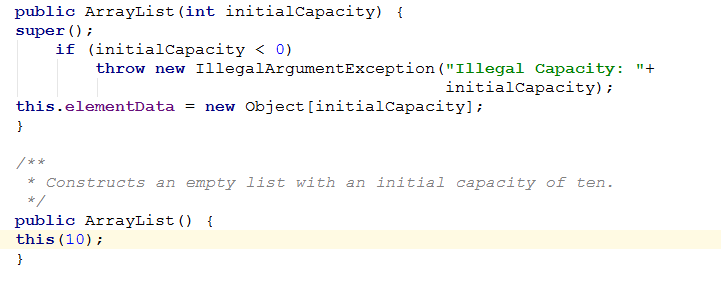 public ArrayList(int initialCapacity) {
super();
if (initialCapacity < 0)
throw new IllegalArgumentException("Illegal Capacity: "+
initialCapacity);
this.elementData = new Object[initialCapacity];
}
/**
* Constructs an empty list with an initial capacity of ten.
*/
public ArrayList() {
this(10);
}